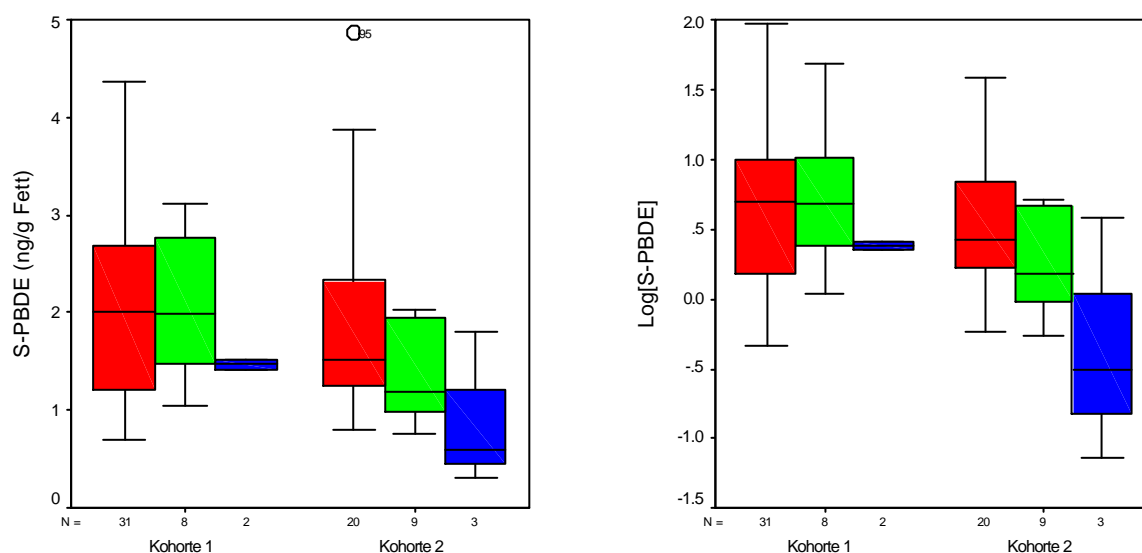 S-PBDE (ng/g Fett)
5
4
3
2
1
0
95
N = 31 8 2 20 9 3
Kohorte 1 Kohorte 2
Log[S-PBDE]
2.0
1.5
1.0
.5
0.0
-.5
-1.0
-1.5
N = 31 8 2 20 9 3
Kohorte 1 Kohorte 2